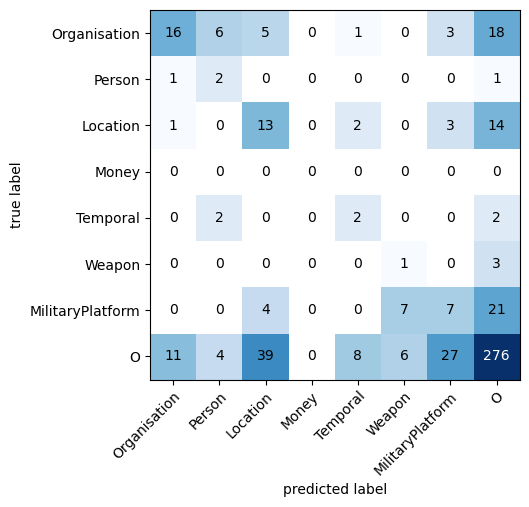 true label
Organisation 16 6 5 0 1 0 3 18
Person 1 2 0 0 0 0 0 1
Location 1 0 13 0 2 0 3 14
Money 0 0 0 0 0 0 0 0
Temporal 0 2 0 0 2 0 0 2
Weapon 0 0 0 0 0 1 0 3
MilitaryPlatform 0 0 4 0 0 7 7 21
O 11 4 39 0 8 6 27 276
Organisation Person Location Money Temporal Weapon MilitaryPlatform O
predicted label